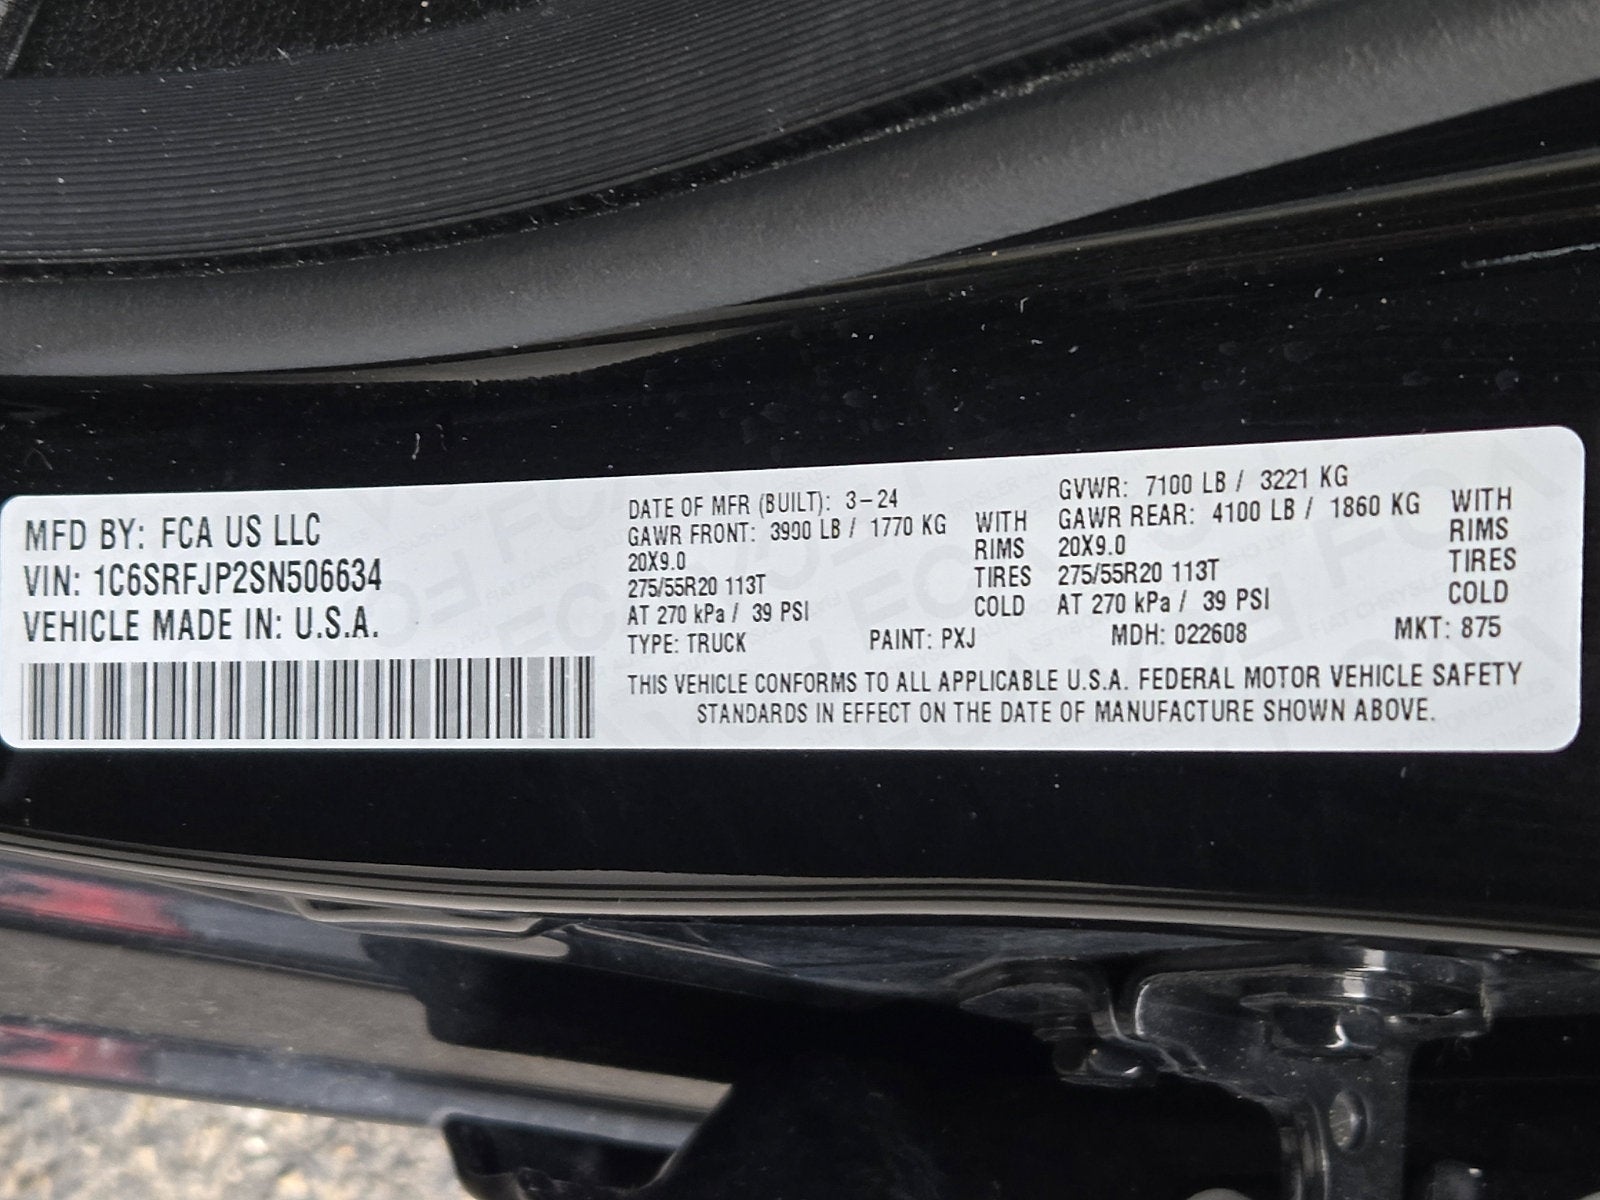 MFD BY: FCA US LLC
VIN: 1C6SRFJP2SN506634
VEHICLE MADE IN: U.S.A.
DATE OF MFR (BUILT): 3-24
GAWR FRONT: 3900 LB / 1770 KG WITH
20X9.0 RIMS
275/55R20 113T TIRES
AT 270 kPa / 39 PSI COLD
GVWR: 7100 LB / 3221 KG
GAWR REAR: 4100 LB / 1860 KG WITH
20X9.0 RIMS
275/55R20 113T TIRES
AT 270 kPa / 39 PSI COLD
TYPE: TRUCK PAINT: PXJ MDH: 022608 MKT: 875
THIS VEHICLE CONFORMS TO ALL APPLICABLE U.S.A. FEDERAL MOTOR VEHICLE SAFETY
STANDARDS IN EFFECT ON THE DATE OF MANUFACTURE SHOWN ABOVE.